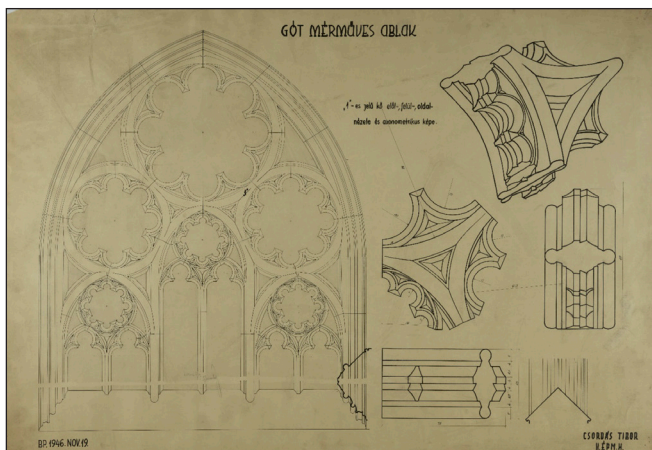 GÓT MÉRMŰVES ABLAK
„1”-es jelű kő elől-, felül-, oldal-
nézete és axonometrikus képe.
BP. 1946. NOV. 19.
CSORDÁS TIBOR